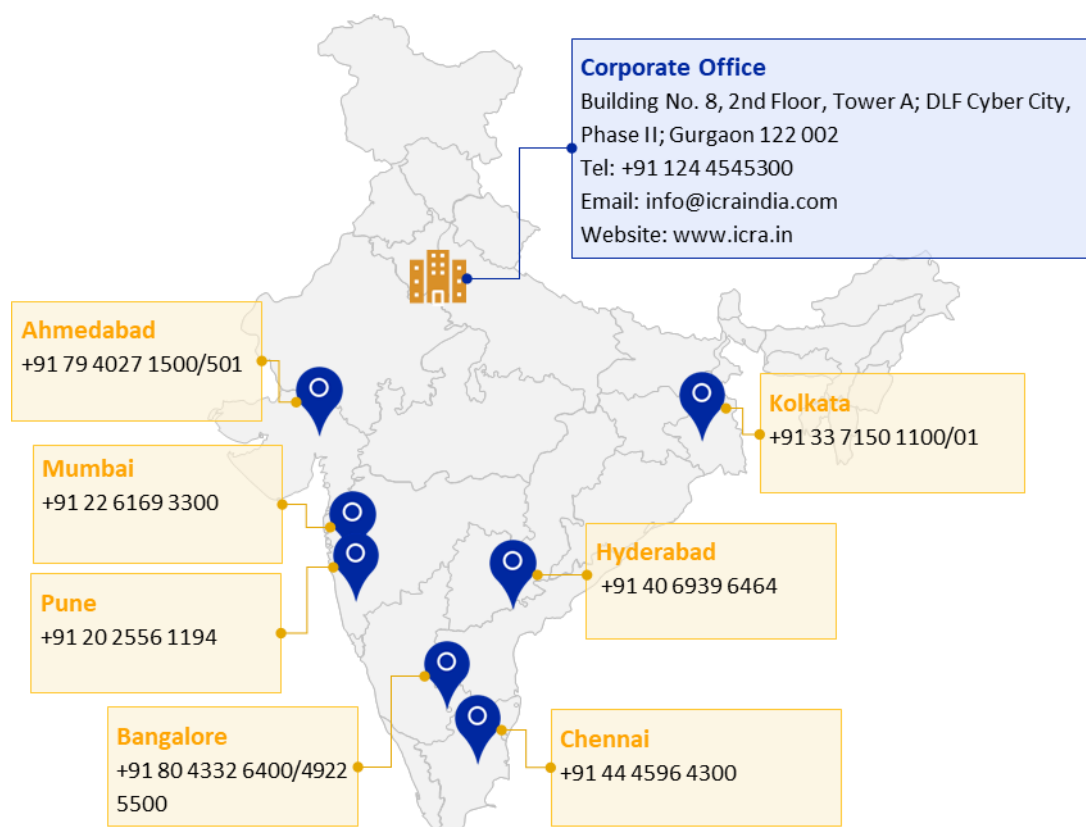 Corporate Office
Building No. 8, 2nd Floor, Tower A; DLF Cyber City,
Phase II; Gurgaon 122 002
Tel: +91 124 4545300
Email: info@icraindia.com
Website: www.icra.in
Ahmedabad
+91 79 4027 1500/501
Kolkata
+91 33 7150 1100/01
Mumbai
+91 22 6169 3300
Hyderabad
+91 40 6939 6464
Pune
+91 20 2556 1194
Bangalore
+91 80 4332 6400/4922
5500
Chennai
+91 44 4596 4300